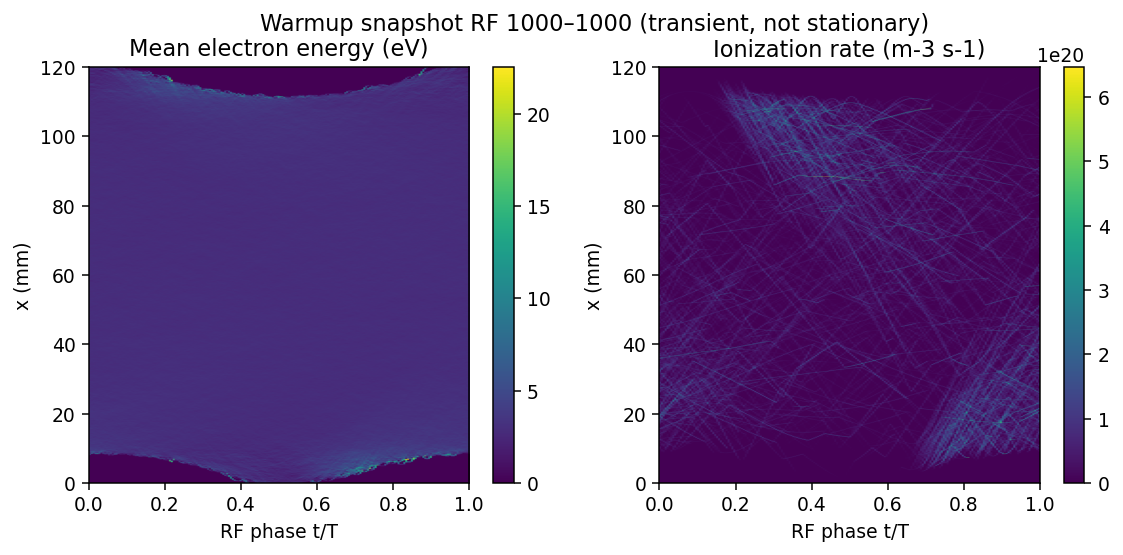 Warmup snapshot RF 1000–1000 (transient, not stationary)
Mean electron energy (eV)
120
100
80
60
40
20
0
x (mm)
0.0 0.2 0.4 0.6 0.8 1.0
RF phase t/T
20
15
10
5
0
Ionization rate (m-3 s-1)
1e20
120
100
80
60
40
20
0
x (mm)
0.0 0.2 0.4 0.6 0.8 1.0
RF phase t/T
6
5
4
3
2
1
0